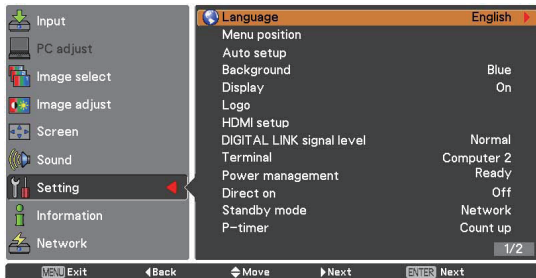 Input
PC adjust
Image select
Image adjust
Screen
Sound
Setting
Information
Network
Language English
Menu position
Auto setup
Background Blue
Display On
Logo
HDMI setup
DIGITAL LINK signal level Normal
Terminal Computer 2
Power management Ready
Direct on Off
Standby mode Network
P-timer Count up
1/2
MENU Exit Back Move Next ENTER Next